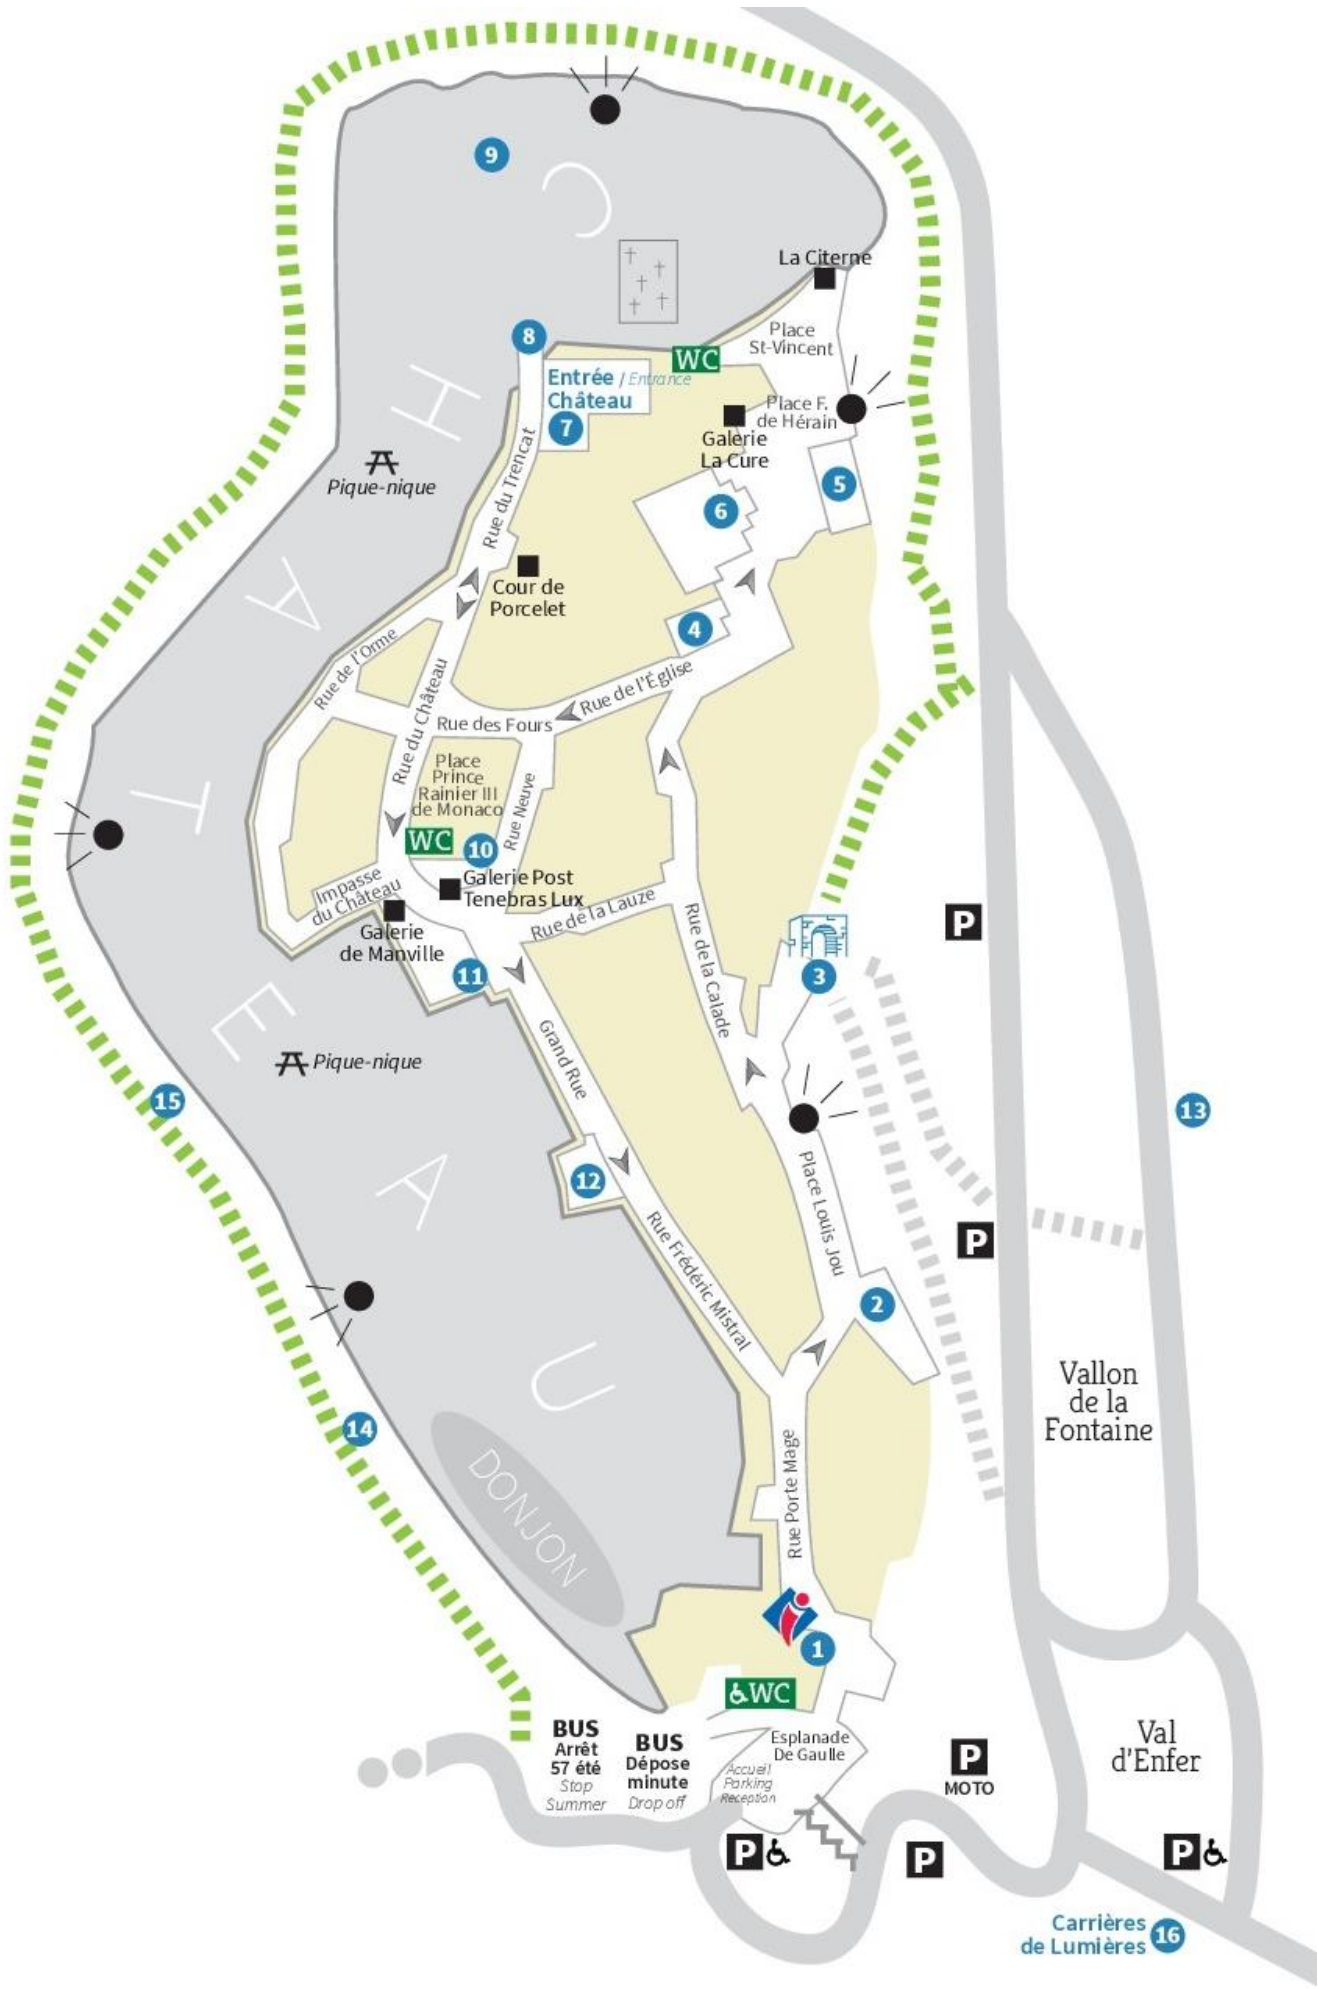 9
C
La Citerne
Place
St-Vincent
8
WC
Entrée / Entrance
Château
7
Place F.
de Hérain
Galerie
La Cure
H
Pique-nique
Rue du Trencat
5
6
Cour de
Porcelet
A
4
Rue de l'Orme
Rue de l'Église
Rue du Château
Rue des Fours
Place
Prince
Rainier III
de Monaco
Rue Neuve
T
WC
10
Impasse
du Château
Galerie Post
Tenebras Lux
Rue de la Lauze
Galerie
de Manville
P
Rue de la Calade
11
3
E
Grand Rue
Pique-nique
15
13
12
A
Place Louis Jou
Rue Frédéric Mistral
P
2
U
Vallon
de la
Fontaine
14
DONJON
Rue Porte Mage
1
WC
BUS
Arrêt
57 été
Stop
Summer
BUS
Dépose
minute
Drop off
Esplanade
De Gaulle
Accueil
Parking
Reception
P
MOTO
Val
d'Enfer
P
P
P
Carrières
de Lumières
16